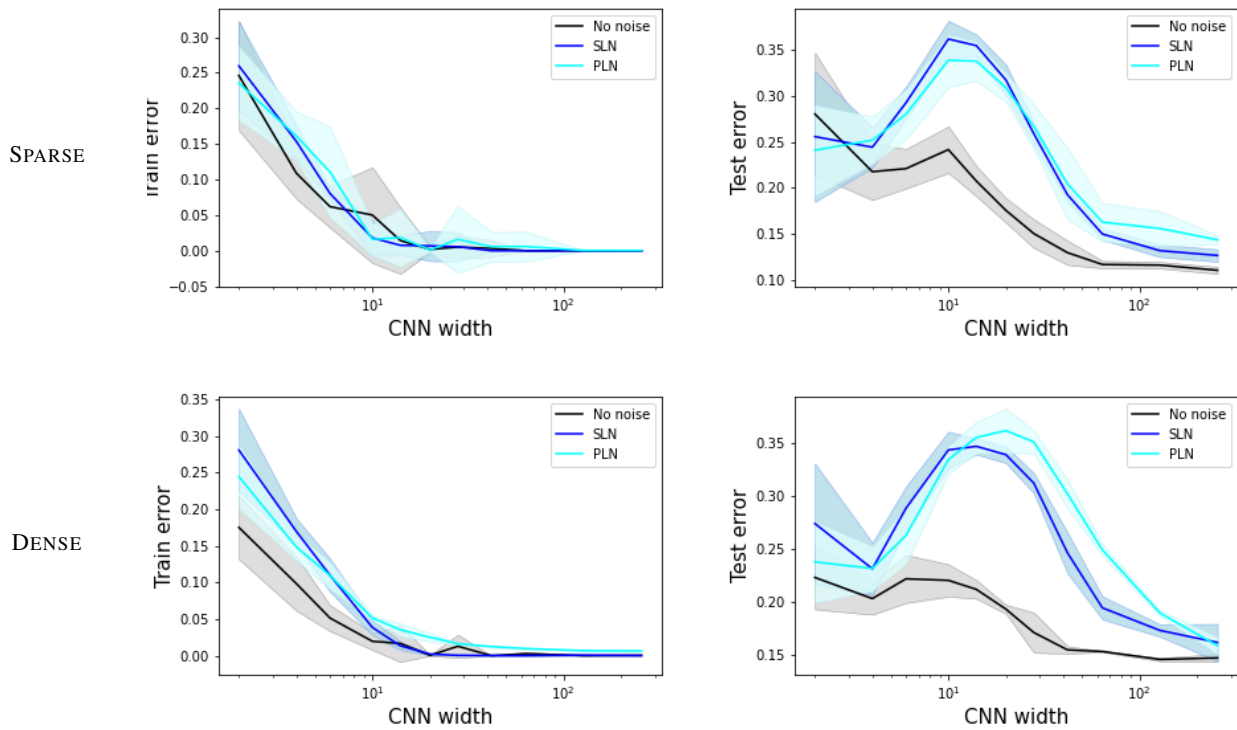 SPARSE
Train error
0.30
0.25
0.20
0.15
0.10
0.05
0.00
−0.05
10¹
10²
CNN width
No noise
SLN
PLN
Test error
0.35
0.30
0.25
0.20
0.15
0.10
10¹
10²
CNN width
No noise
SLN
PLN
DENSE
Train error
0.35
0.30
0.25
0.20
0.15
0.10
0.05
0.00
10¹
10²
CNN width
No noise
SLN
PLN
Test error
0.35
0.30
0.25
0.20
0.15
10¹
10²
CNN width
No noise
SLN
PLN